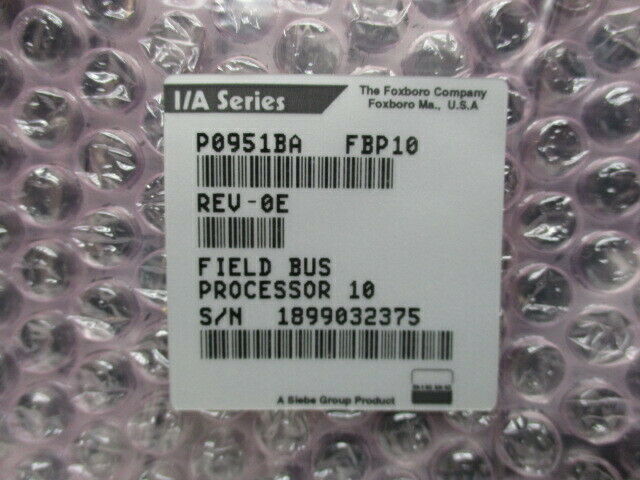 I/A Series
The Foxboro Company
Foxboro Ma., U.S.A
P0951BA FBP10
REV-0E
FIELD BUS
PROCESSOR 10
S/N 1899032375
A Siebe Group Product